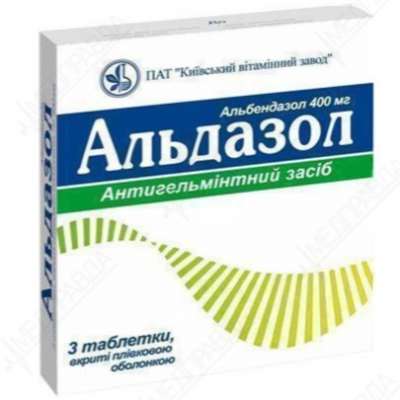 ПАТ "Київський вітамінний завод"
Альбендазол 400 мг
Альдазол
Антигельмінтний засіб
3 таблетки,
вкриті плівковою
оболонкою
Альдазол